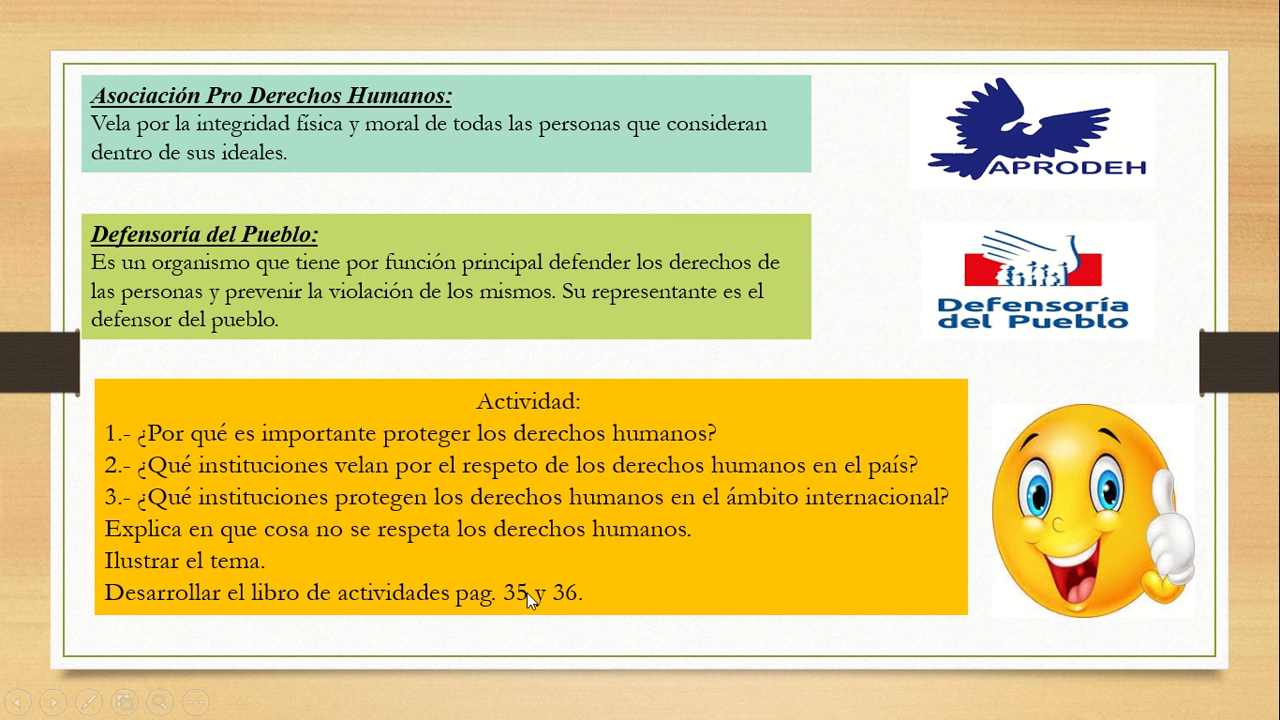 Asociación Pro Derechos Humanos:
Vela por la integridad física y moral de todas las personas que consideran
dentro de sus ideales.
APRODEH
Defensoría del Pueblo:
Es un organismo que tiene por función principal defender los derechos de
las personas y prevenir la violación de los mismos. Su representante es el
defensor del pueblo.
Defensoría
del Pueblo
Actividad:
1.- ¿Por qué es importante proteger los derechos humanos?
2.- ¿Qué instituciones velan por el respeto de los derechos humanos en el país?
3.- ¿Qué instituciones protegen los derechos humanos en el ámbito internacional?
Explica en que cosa no se respeta los derechos humanos.
Ilustrar el tema.
Desarrollar el libro de actividades pag. 35 y 36.